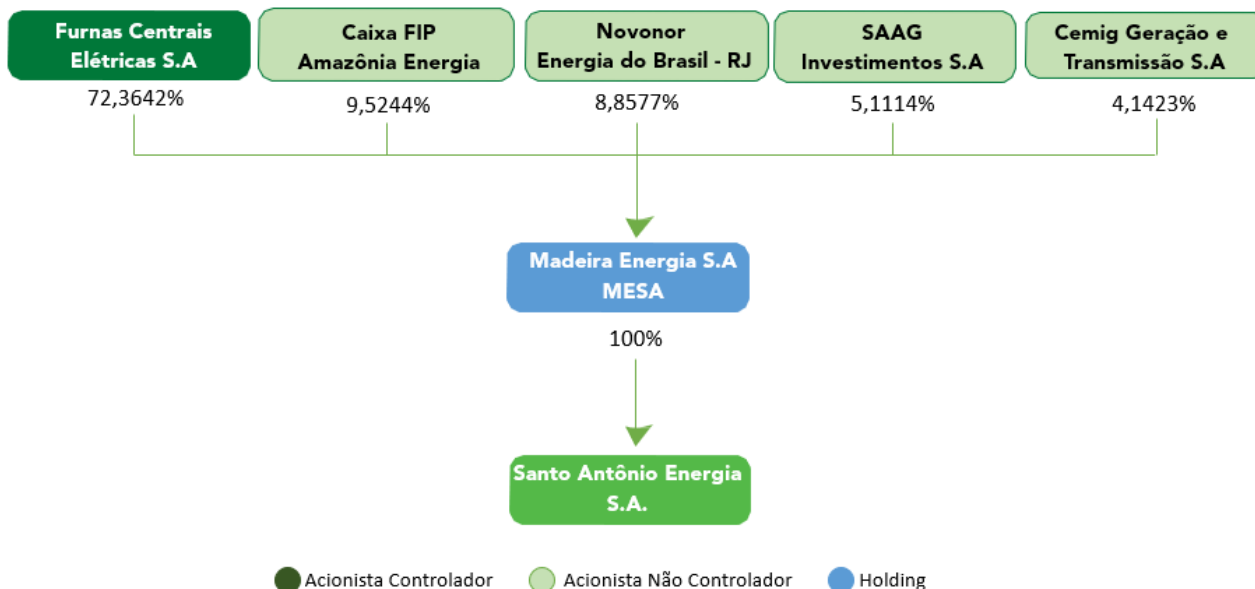 Furnas Centrais
Elétricas S.A
Caixa FIP
Amazônia Energia
Novonor
Energia do Brasil - RJ
SAAG
Investimentos S.A
Cemig Geração e
Transmissão S.A
72,3642%
9,5244%
8,8577%
5,1114%
4,1423%
Madeira Energia S.A
MESA
100%
Santo Antônio Energia
S.A.
Acionista Controlador
Acionista Não Controlador
Holding